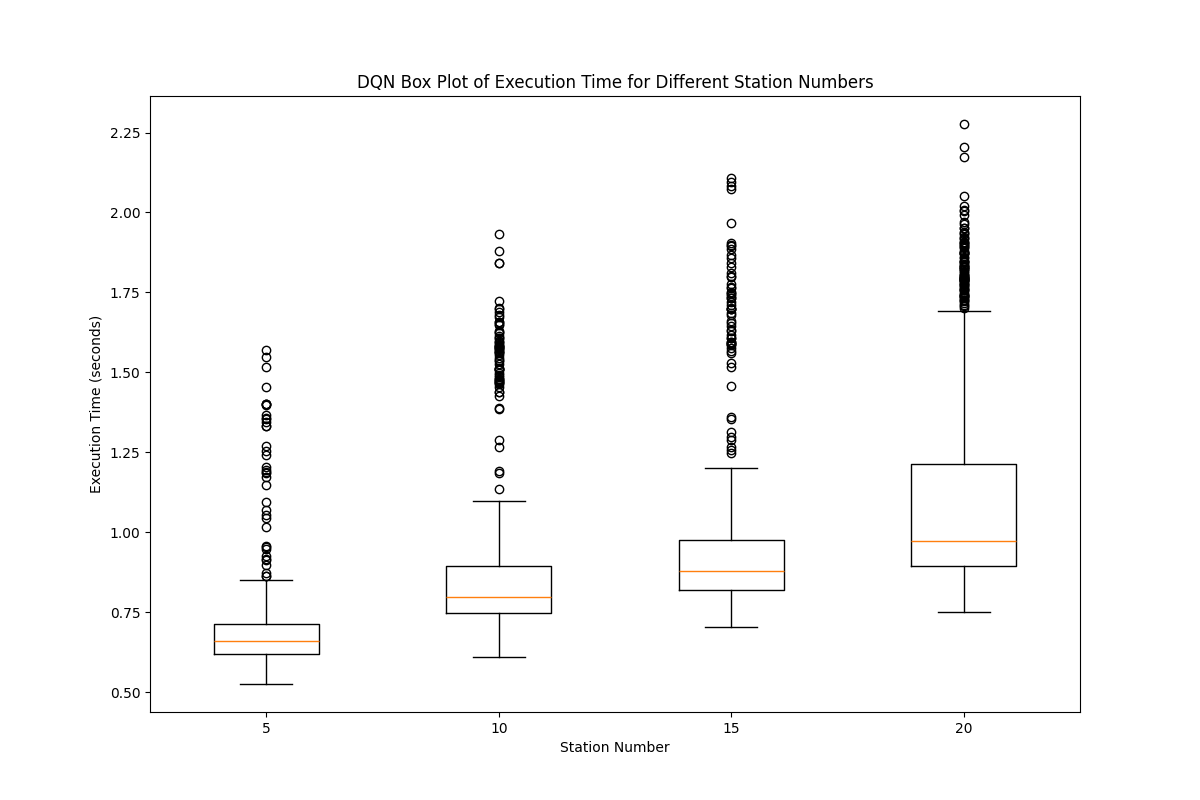 DQN Box Plot of Execution Time for Different Station Numbers
2.25
2.00
1.75
1.50
1.25
1.00
0.75
0.50
Execution Time (seconds)
5 10 15 20
Station Number